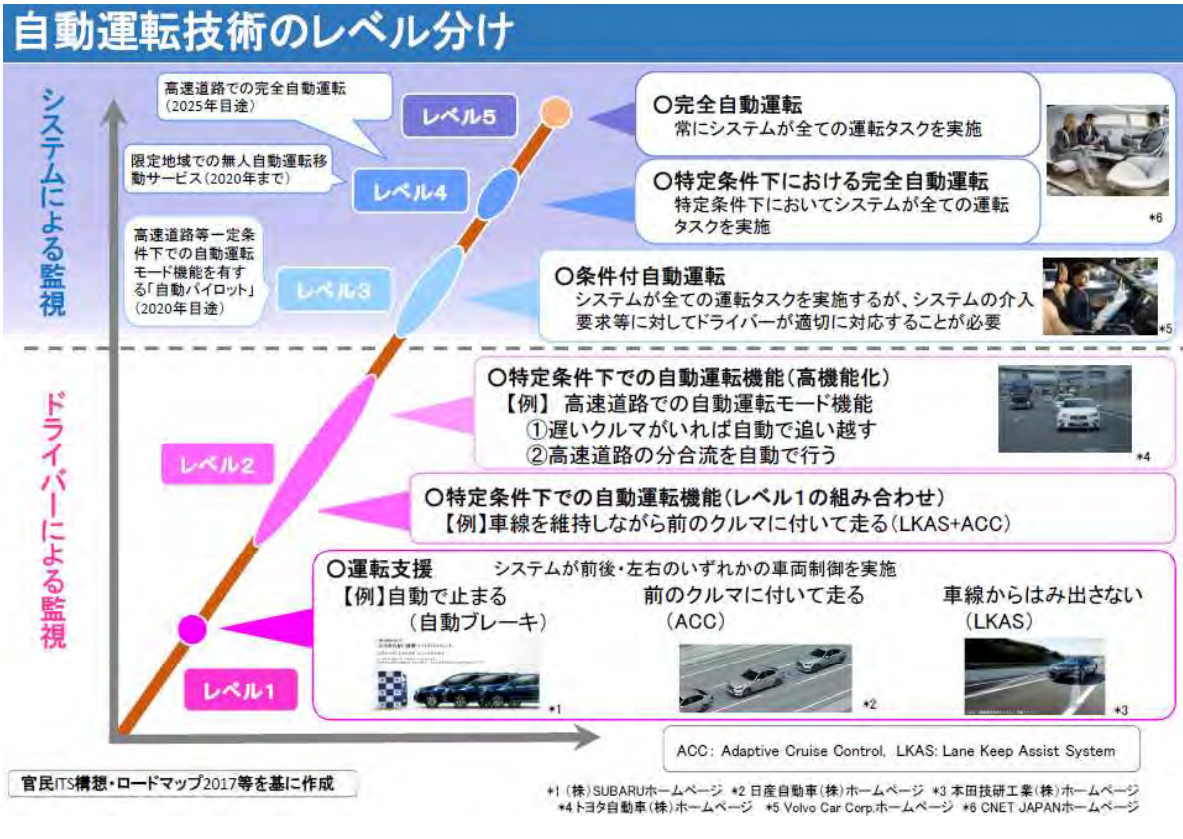 自動運転技術のレベル分け
システムによる監視
高速道路での完全自動運転
(2025年目途)
レベル5
○完全自動運転
常にシステムが全ての運転タスクを実施
限定地域での無人自動運転移
動サービス(2020年まで)
レベル4
○特定条件下における完全自動運転
特定条件下においてシステムが全ての運転
タスクを実施
*6
高速道路等一定条
件下での自動運転
モード機能を有す
る「自動パイロット」
(2020年目途)
レベル3
○条件付自動運転
システムが全ての運転タスクを実施するが、システムの介入
要求等に対してドライバーが適切に対応することが必要
*5
ドライバーによる監視
○特定条件下での自動運転機能(高機能化)
【例】 高速道路での自動運転モード機能
①遅いクルマがいれば自動で追い越す
②高速道路の分合流を自動で行う
*4
レベル2
○特定条件下での自動運転機能(レベル1の組み合わせ)
【例】車線を維持しながら前のクルマに付いて走る(LKAS+ACC)
○運転支援 システムが前後・左右のいずれかの車両制御を実施
【例】自動で止まる
(自動ブレーキ)
*1
前のクルマに付いて走る
(ACC)
*2
車線からはみ出さない
(LKAS)
*3
レベル1
ACC: Adaptive Cruise Control, LKAS: Lane Keep Assist System
官民ITS構想・ロードマップ2017等を基に作成
*1 (株)SUBARUホームページ *2 日産自動車(株)ホームページ *3 本田技研工業(株)ホームページ
*4トヨタ自動車(株)ホームページ *5 Volvo Car Corp.ホームページ *6 CNET JAPANホームページ